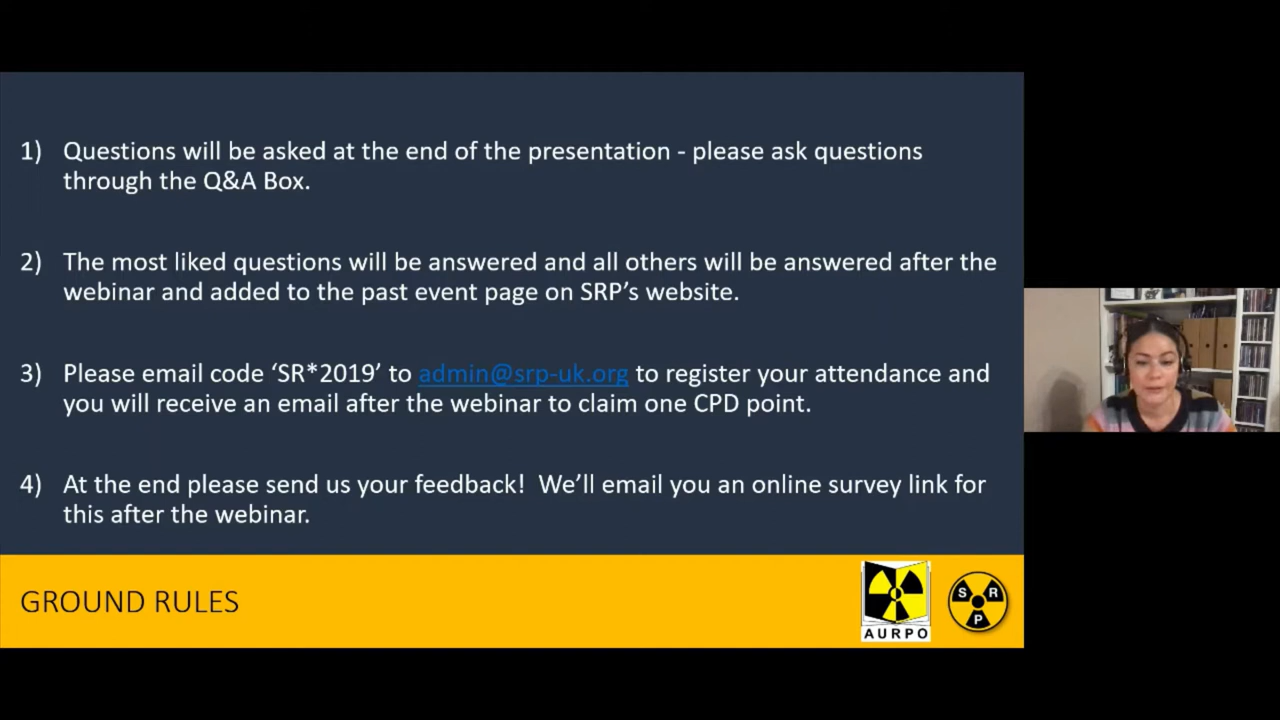 1) Questions will be asked at the end of the presentation - please ask questions
through the Q&A Box.
2) The most liked questions will be answered and all others will be answered after the
webinar and added to the past event page on SRP’s website.
3) Please email code ‘SR*2019’ to admin@srp-uk.org to register your attendance and
you will receive an email after the webinar to claim one CPD point.
4) At the end please send us your feedback!  We’ll email you an online survey link for
this after the webinar.
GROUND RULES
AURPO
S R
P